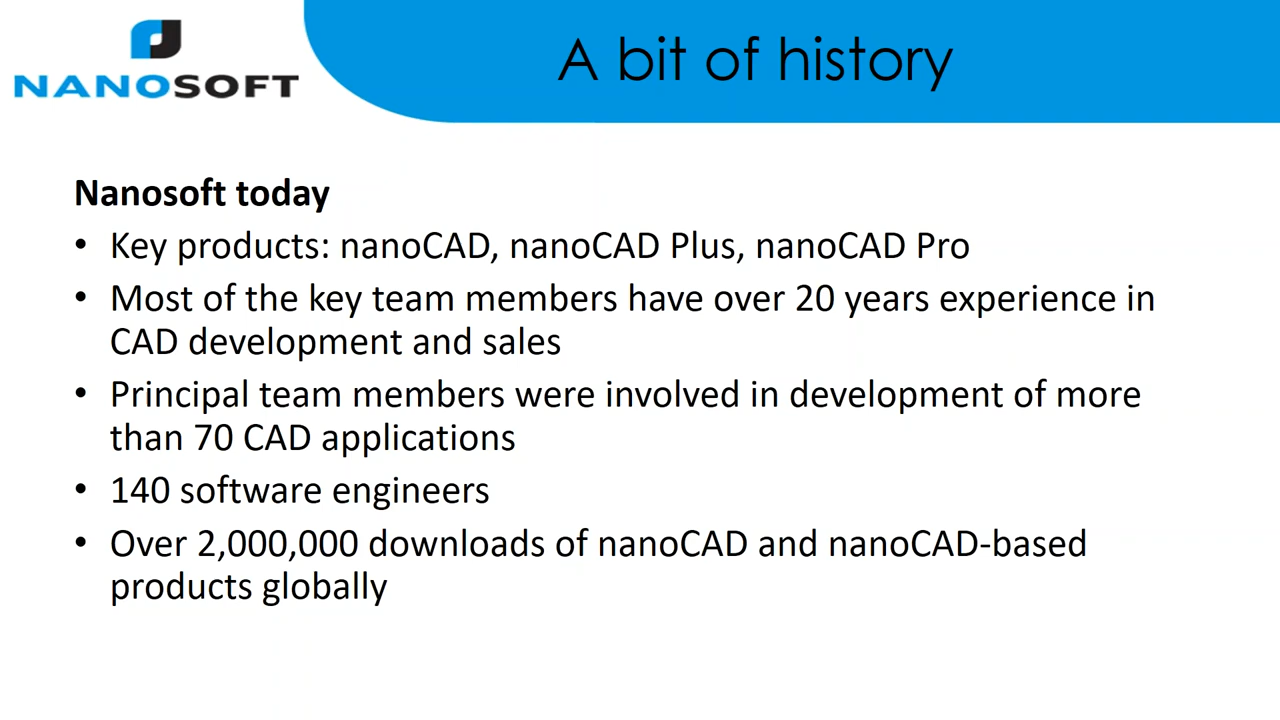 NANOSOFT
A bit of history
Nanosoft today
• Key products: nanoCAD, nanoCAD Plus, nanoCAD Pro
• Most of the key team members have over 20 years experience in
CAD development and sales
• Principal team members were involved in development of more
than 70 CAD applications
• 140 software engineers
• Over 2,000,000 downloads of nanoCAD and nanoCAD-based
products globally